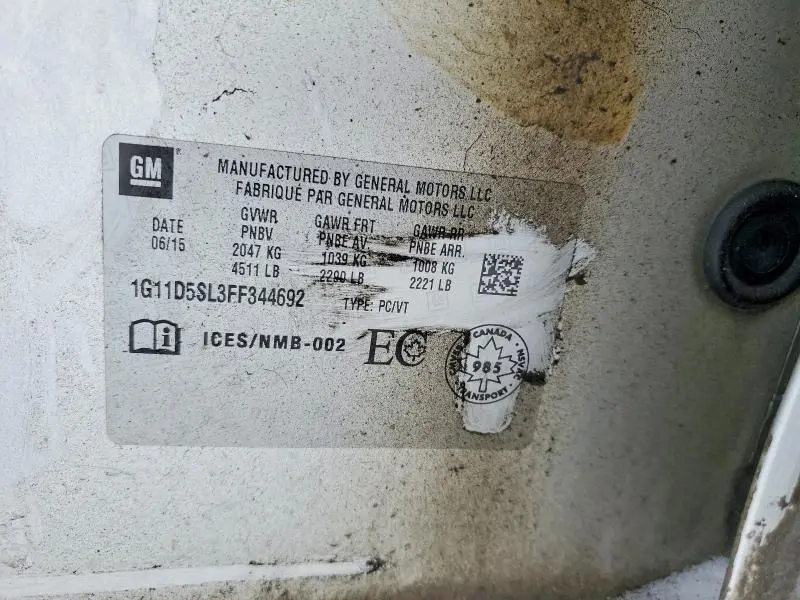 GM
MANUFACTURED BY GENERAL MOTORS LLC
FABRIQUÉ PAR GENERAL MOTORS LLC
DATE GVWR GAWR FRT GAWR RR
06/15 PNBV PNBE AV. PNBE ARR.
2047 KG 1039 KG 1008 KG
4511 LB 2290 LB 2221 LB
1G11D5SL3FF344692 TYPE: PC/VT
i ICES/NMB-002 EC
CANADA
985
TRANSPORT